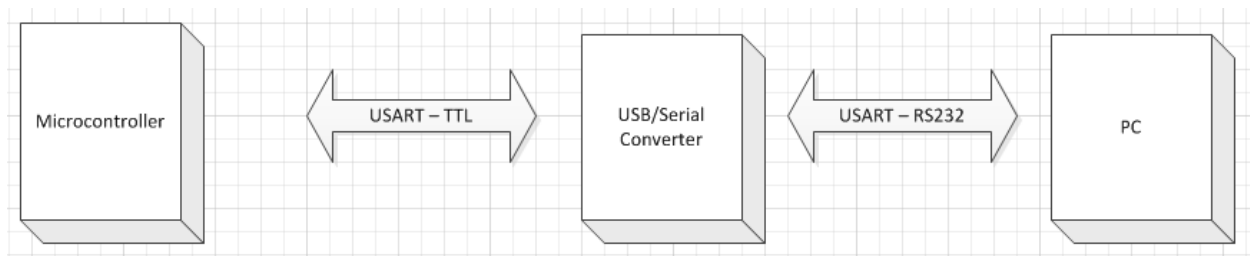 Microcontroller
USART – TTL
USB/Serial
Converter
USART – RS232
PC